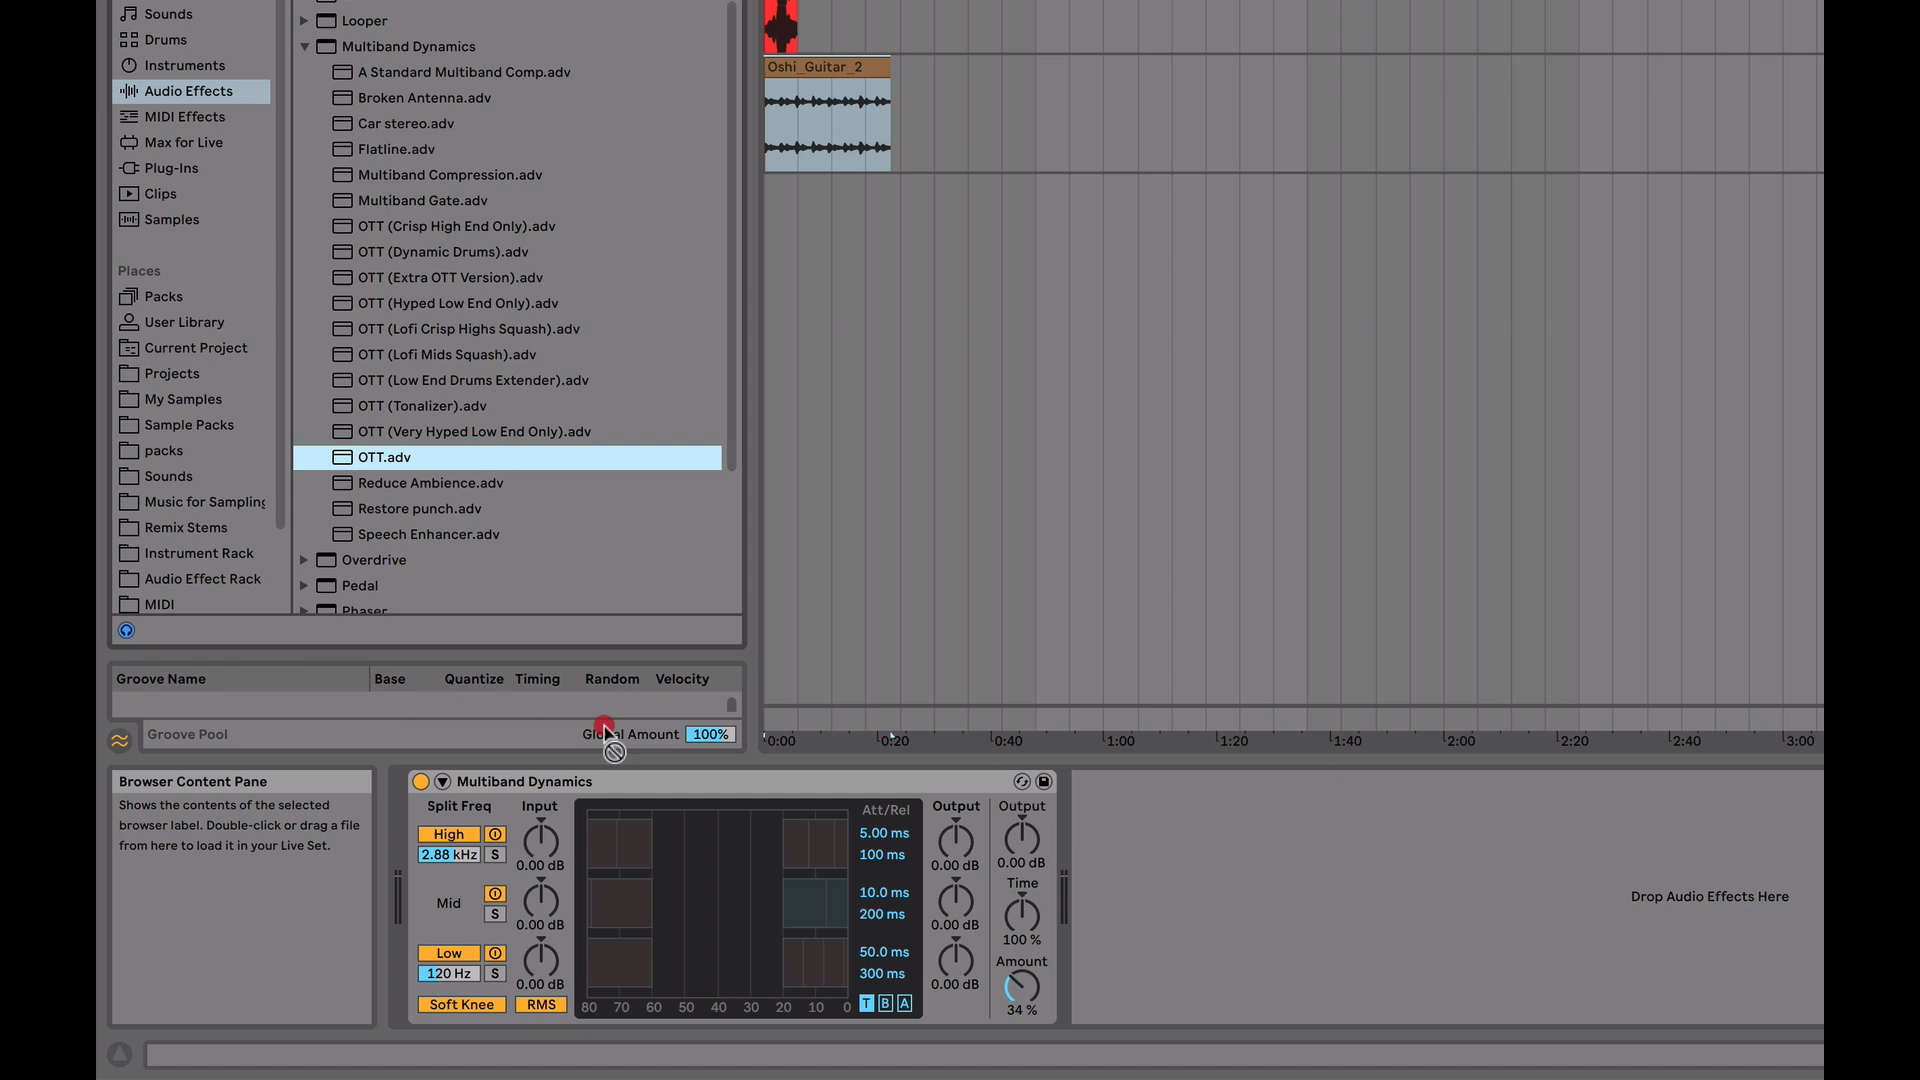 Sounds
Drums
Instruments
Audio Effects
MIDI Effects
Max for Live
Plug-Ins
Clips
Samples
Places
Packs
User Library
Current Project
Projects
My Samples
Sample Packs
packs
Sounds
Music for Sampling
Remix Stems
Instrument Rack
Audio Effect Rack
MIDI
Looper
Multiband Dynamics
A Standard Multiband Comp.adv
Broken Antenna.adv
Car stereo.adv
Flatline.adv
Multiband Compression.adv
Multiband Gate.adv
OTT (Crisp High End Only).adv
OTT (Dynamic Drums).adv
OTT (Extra OTT Version).adv
OTT (Hyped Low End Only).adv
OTT (Lofi Crisp Highs Squash).adv
OTT (Lofi Mids Squash).adv
OTT (Low End Drums Extender).adv
OTT (Tonalizer).adv
OTT (Very Hyped Low End Only).adv
OTT.adv
Reduce Ambience.adv
Restore punch.adv
Speech Enhancer.adv
Overdrive
Pedal
Phaser
Oshi_Guitar_2
Groove Name Base Quantize Timing Random Velocity
Groove Pool Global Amount 100%
0:00 0:20 0:40 1:00 1:20 1:40 2:00 2:20 2:40 3:00
Browser Content Pane
Shows the contents of the selected
browser label. Double-click or drag a file
from here to load it in your Live Set.
Multiband Dynamics
Split Freq Input Att/Rel Output Output
High 5.00 ms
2.88 kHz S 100 ms
0.00 dB 0.00 dB 0.00 dB
Time
Mid 10.0 ms
S 200 ms
0.00 dB 0.00 dB 100 %
Low 50.0 ms Amount
120 Hz S 300 ms
0.00 dB 0.00 dB
Soft Knee RMS 80 70 60 50 40 30 20 10 0 T B A 34 %
Drop Audio Effects Here